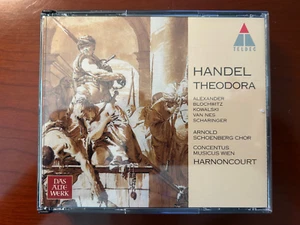 TELDEC
HANDEL
THEODORA
ALEXANDER
BLOCHWITZ
KOWALSKI
VAN NES
SCHARINGER
ARNOLD
SCHOENBERG CHOR
CONCENTUS
MUSICUS WIEN
HARNONCOURT
DAS
ALTE
WERK